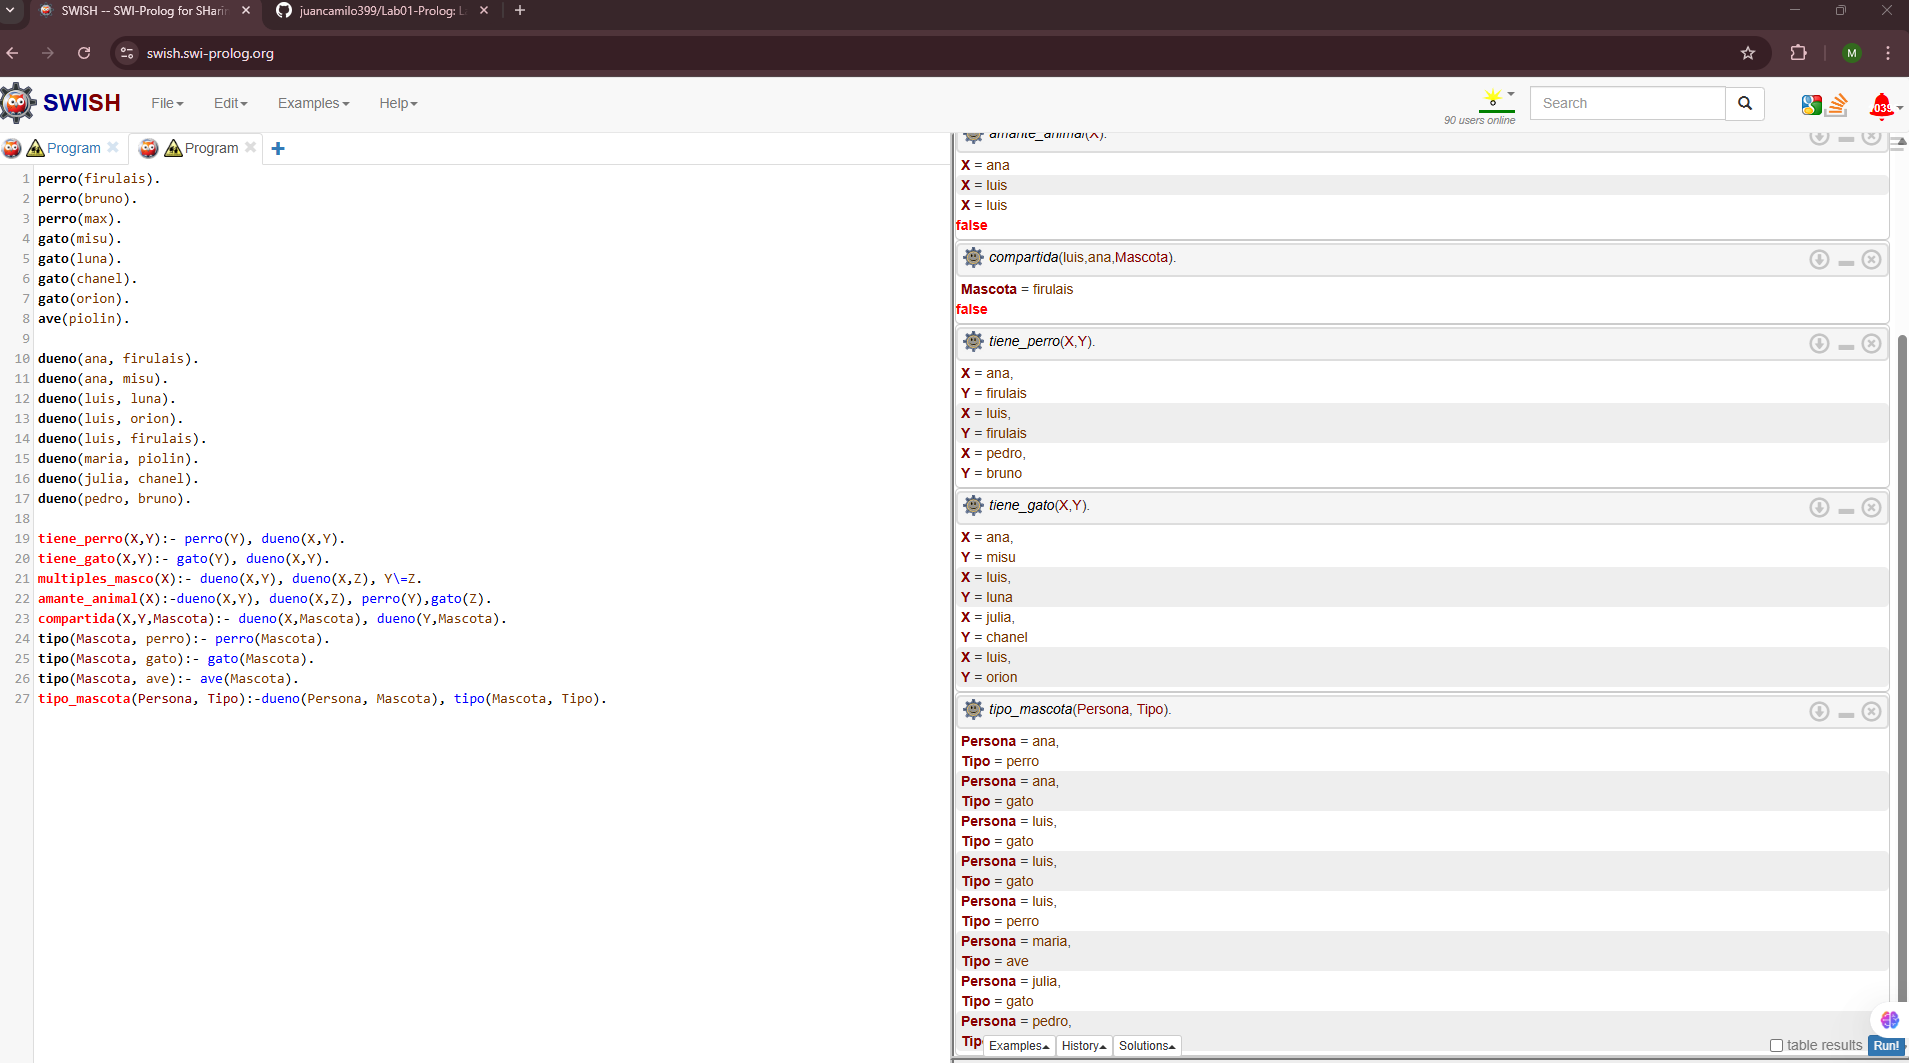 SWISH -- SWI-Prolog for SHarin
juancamilo399/Lab01-Prolog: L
swish.swi-prolog.org
M
SWISH
File
Edit
Examples
Help
90 users online
Search
Program
Program
1 perro(firulais).
2 perro(bruno).
3 perro(max).
4 gato(misu).
5 gato(luna).
6 gato(chanel).
7 gato(orion).
8 ave(piolin).
9
10 dueno(ana, firulais).
11 dueno(ana, misu).
12 dueno(luis, luna).
13 dueno(luis, orion).
14 dueno(luis, firulais).
15 dueno(maria, piolin).
16 dueno(julia, chanel).
17 dueno(pedro, bruno).
18
19 tiene_perro(X,Y):- perro(Y), dueno(X,Y).
20 tiene_gato(X,Y):- gato(Y), dueno(X,Y).
21 multiples_masco(X):- dueno(X,Y), dueno(X,Z), Y\=Z.
22 amante_animal(X):-dueno(X,Y), dueno(X,Z), perro(Y),gato(Z).
23 compartida(X,Y,Mascota):- dueno(X,Mascota), dueno(Y,Mascota).
24 tipo(Mascota, perro):- perro(Mascota).
25 tipo(Mascota, gato):- gato(Mascota).
26 tipo(Mascota, ave):- ave(Mascota).
27 tipo_mascota(Persona, Tipo):-dueno(Persona, Mascota), tipo(Mascota, Tipo).
amante_animal(X).
X = ana
X = luis
X = luis
false
compartida(luis,ana,Mascota).
Mascota = firulais
false
tiene_perro(X,Y).
X = ana,
Y = firulais
X = luis,
Y = firulais
X = pedro,
Y = bruno
tiene_gato(X,Y).
X = ana,
Y = misu
X = luis,
Y = luna
X = julia,
Y = chanel
X = luis,
Y = orion
tipo_mascota(Persona, Tipo).
Persona = ana,
Tipo = perro
Persona = ana,
Tipo = gato
Persona = luis,
Tipo = gato
Persona = luis,
Tipo = gato
Persona = luis,
Tipo = perro
Persona = maria,
Tipo = ave
Persona = julia,
Tipo = gato
Persona = pedro,
Tip
Examples
History
Solutions
table results
Run!